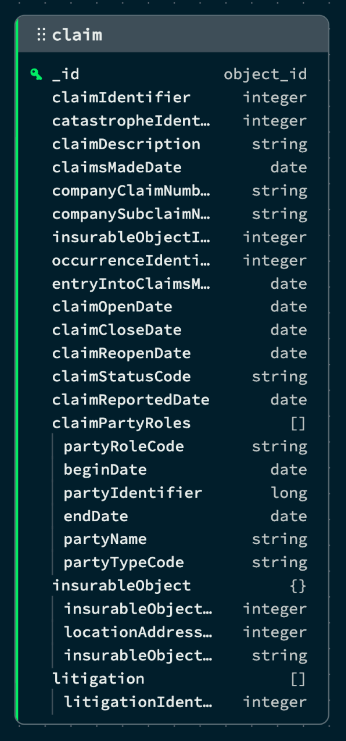 claim
_id object_id
claimIdentifier integer
catastropheIdent… integer
claimDescription string
claimsMadeDate date
companyClaimNumb… string
companySubclaimN… string
insurableObjectI… integer
occurrenceIdenti… integer
entryIntoClaimsM… date
claimOpenDate date
claimCloseDate date
claimReopenDate date
claimStatusCode string
claimReportedDate date
claimPartyRoles []
partyRoleCode string
beginDate date
partyIdentifier long
endDate date
partyName string
partyTypeCode string
insurableObject {}
insurableObject… integer
locationAddress… integer
insurableObject… string
litigation []
litigationIdent… integer